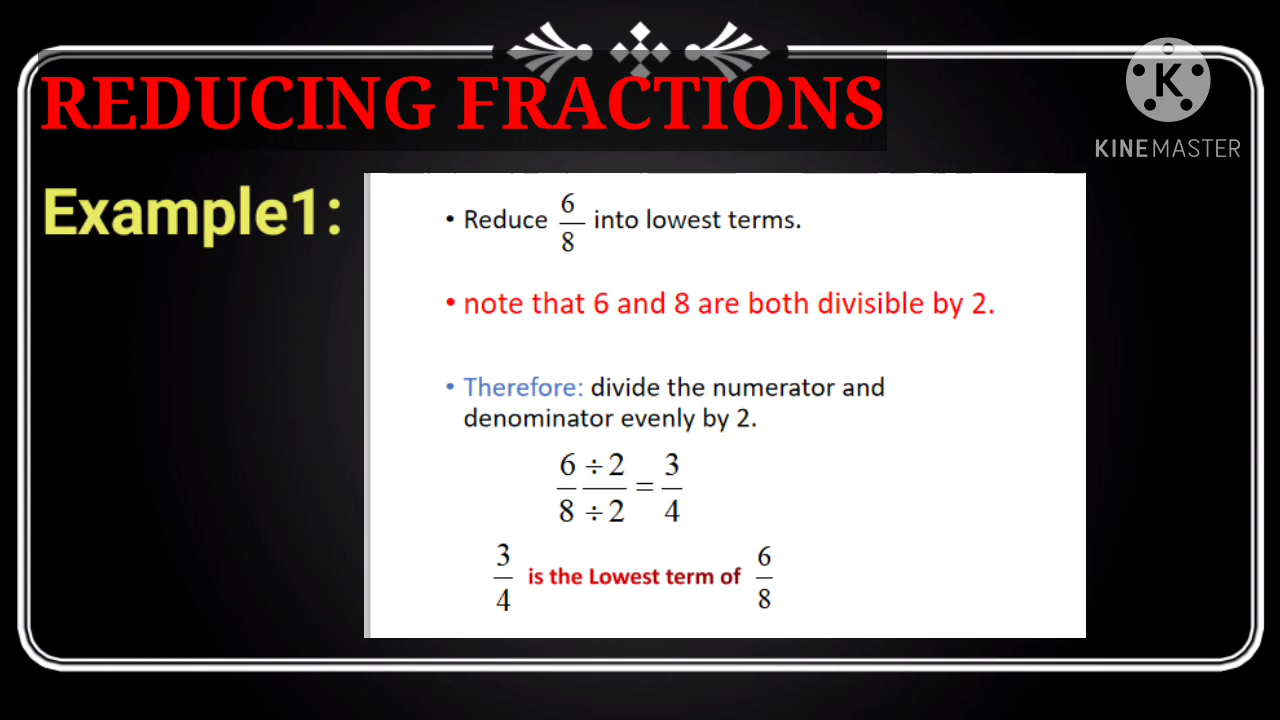 REDUCING FRACTIONS
K
KINEMASTER
Example1:
• Reduce 6/8 into lowest terms.
• note that 6 and 8 are both divisible by 2.
• Therefore: divide the numerator and
denominator evenly by 2.
6 ÷ 2 / 8 ÷ 2 = 3/4
3/4 is the Lowest term of 6/8